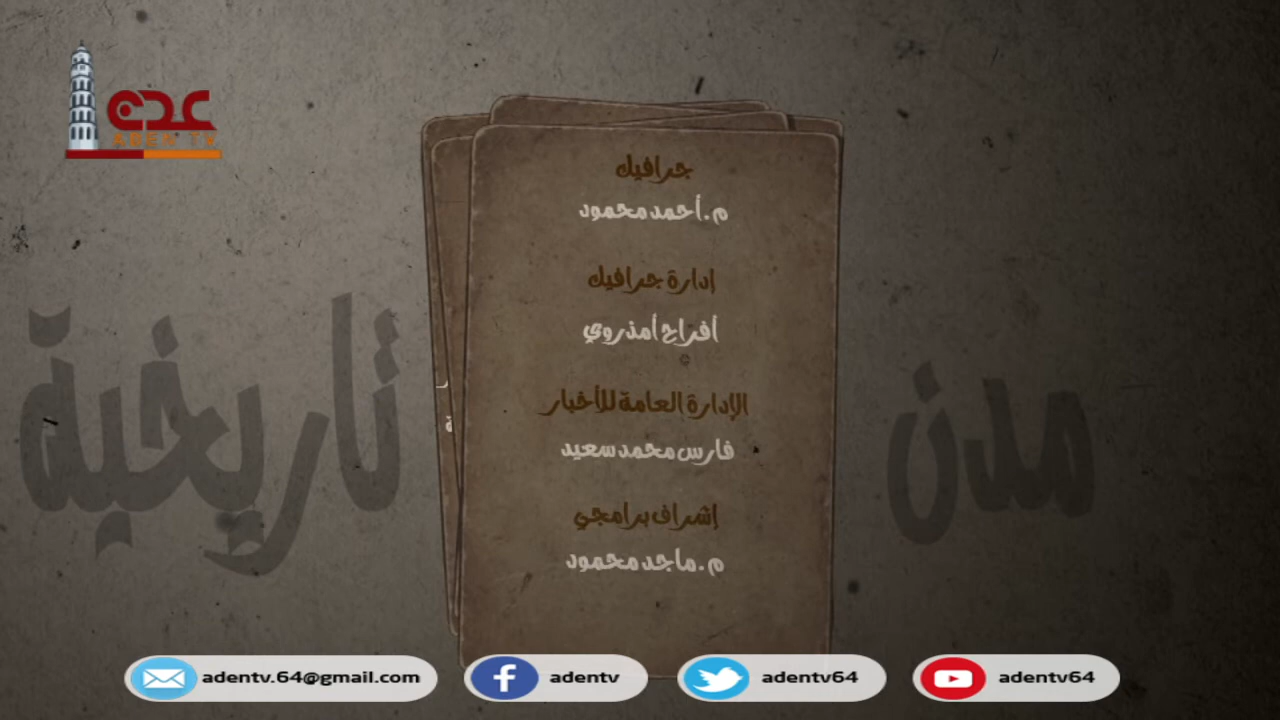 عدن
ADEN TV
جرافيك
م.أحمد محمود
إدارة جرافيك
أفراح أمذروي
الإدارة العامة للأخبار
فارس محمد سعيد
إشراف برامجي
م.ماجد محمود
مدن تاريخية
adentv.64@gmail.com
adentv
adentv64
adentv64